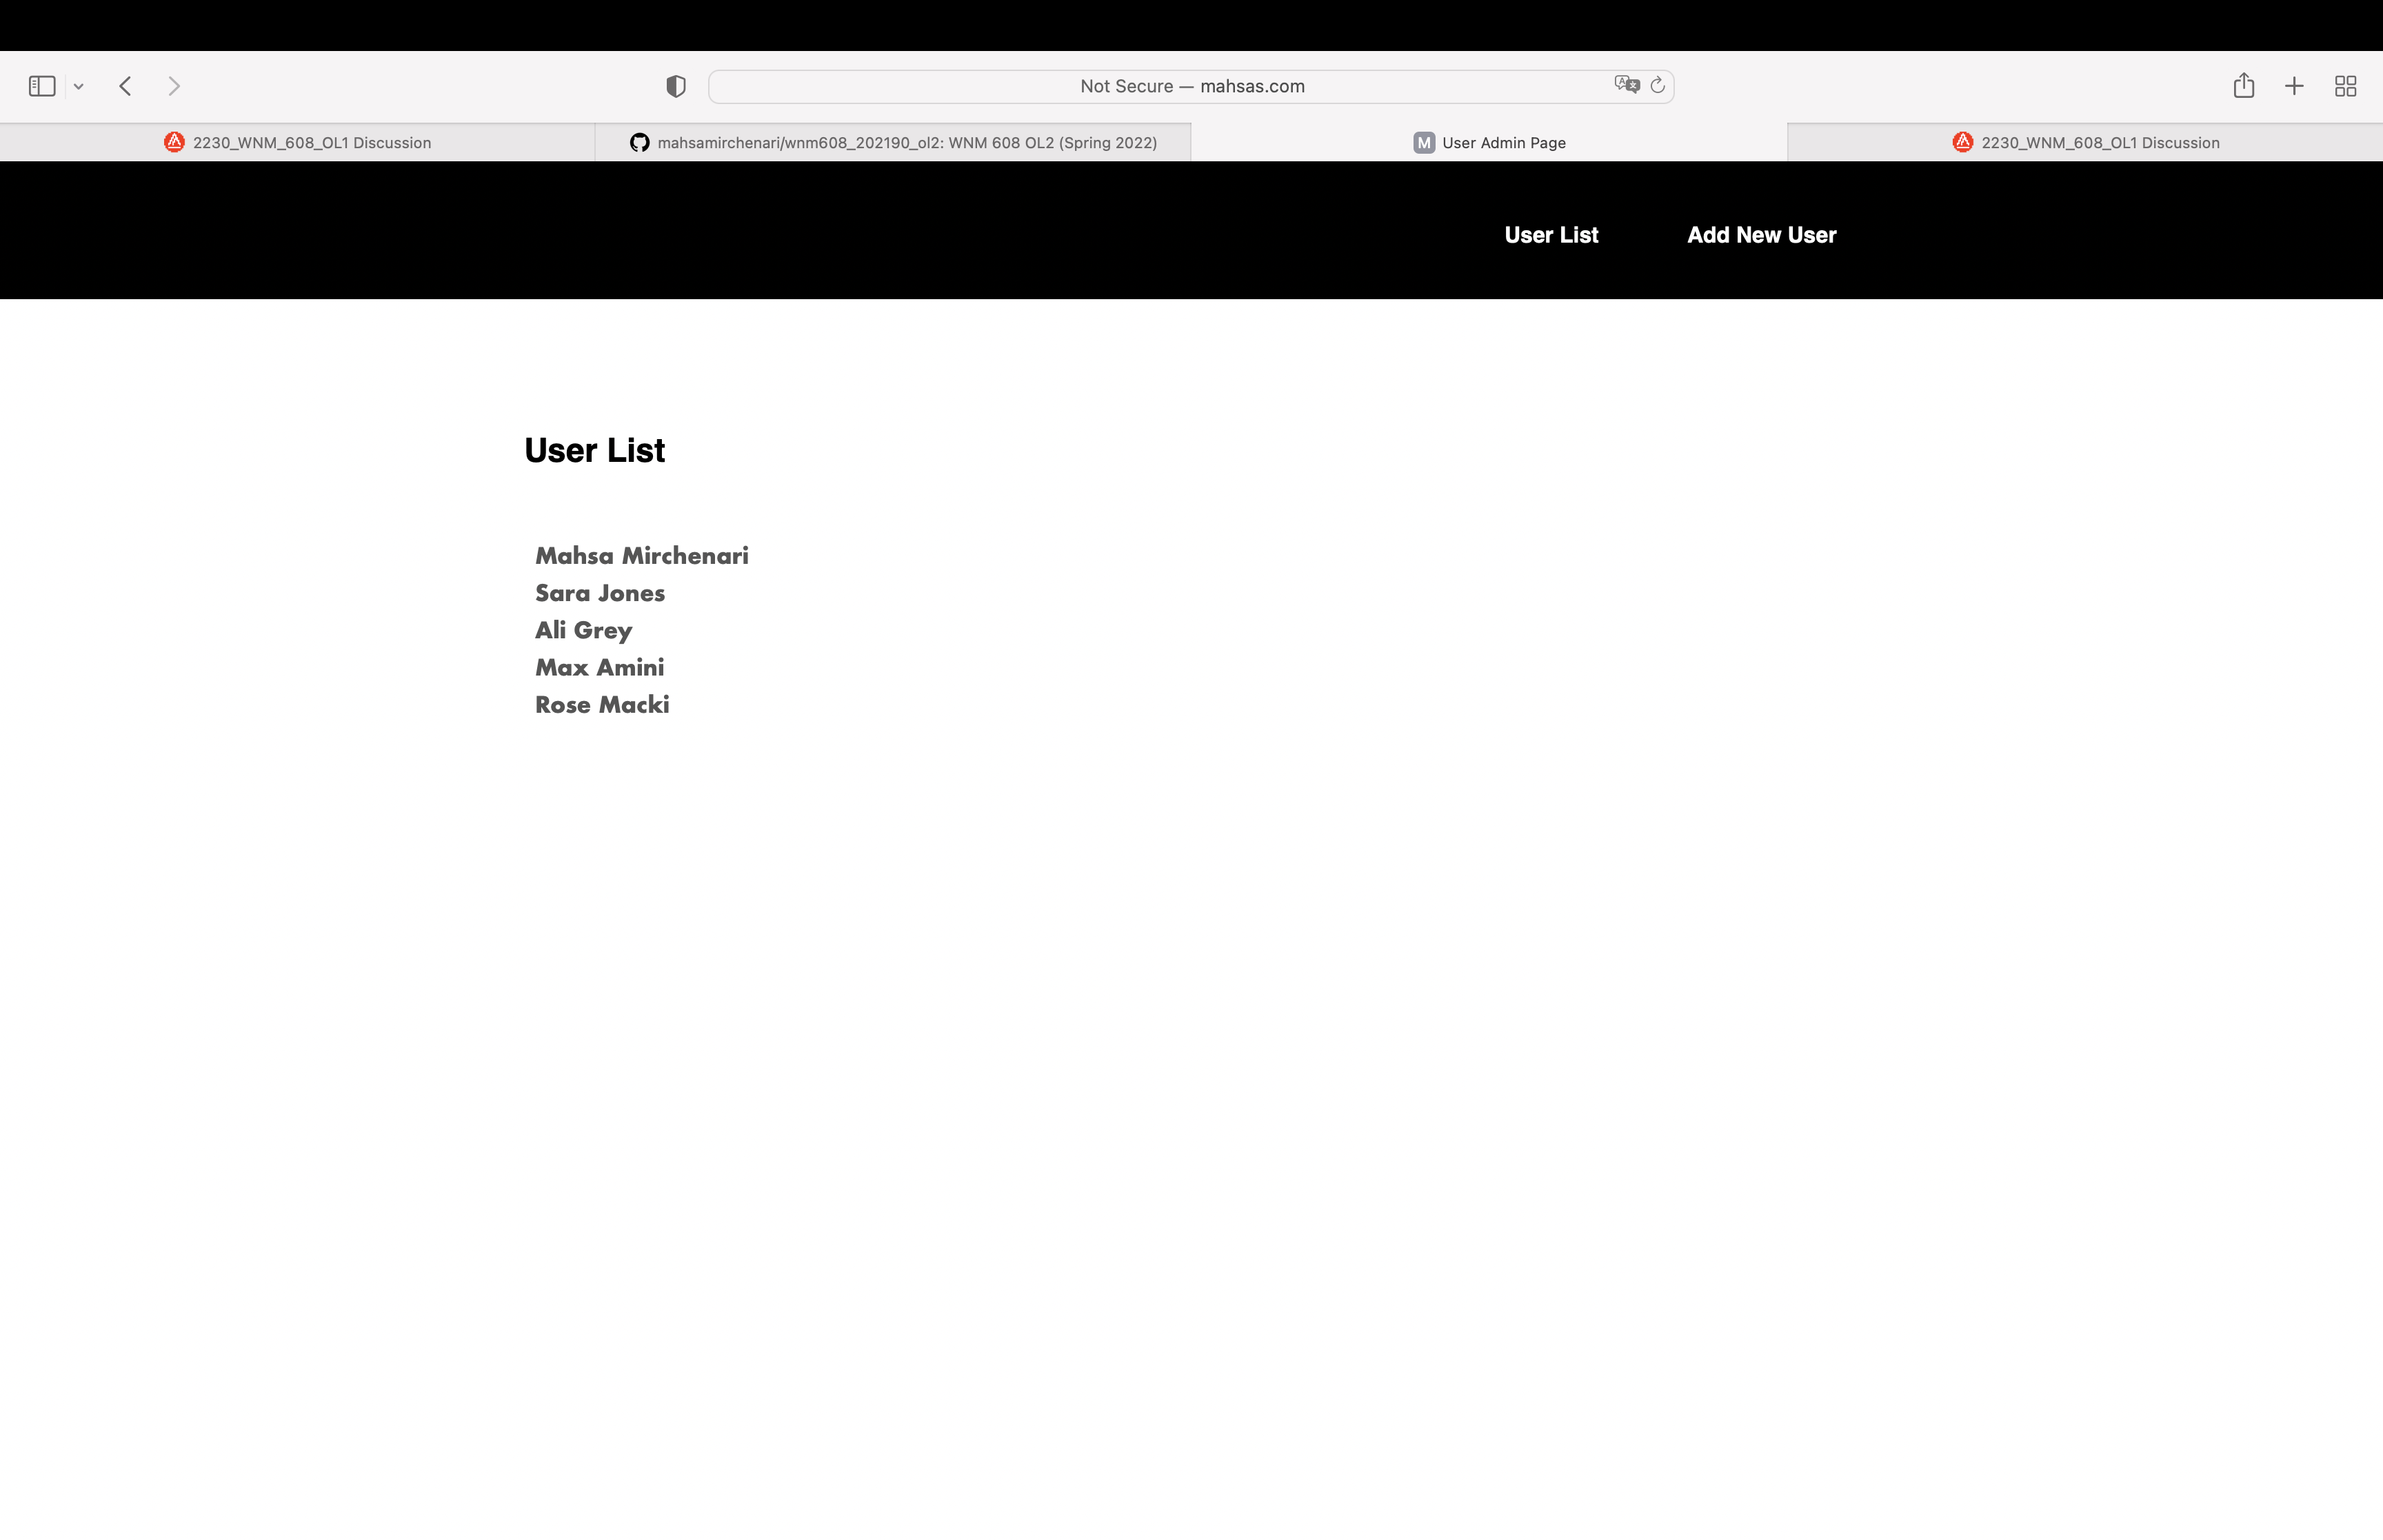 Not Secure — mahsas.com
2230_WNM_608_OL1 Discussion
mahsamirchenari/wnm608_202190_ol2: WNM 608 OL2 (Spring 2022)
M User Admin Page
2230_WNM_608_OL1 Discussion
User List
Add New User
User List
Mahsa Mirchenari
Sara Jones
Ali Grey
Max Amini
Rose Macki